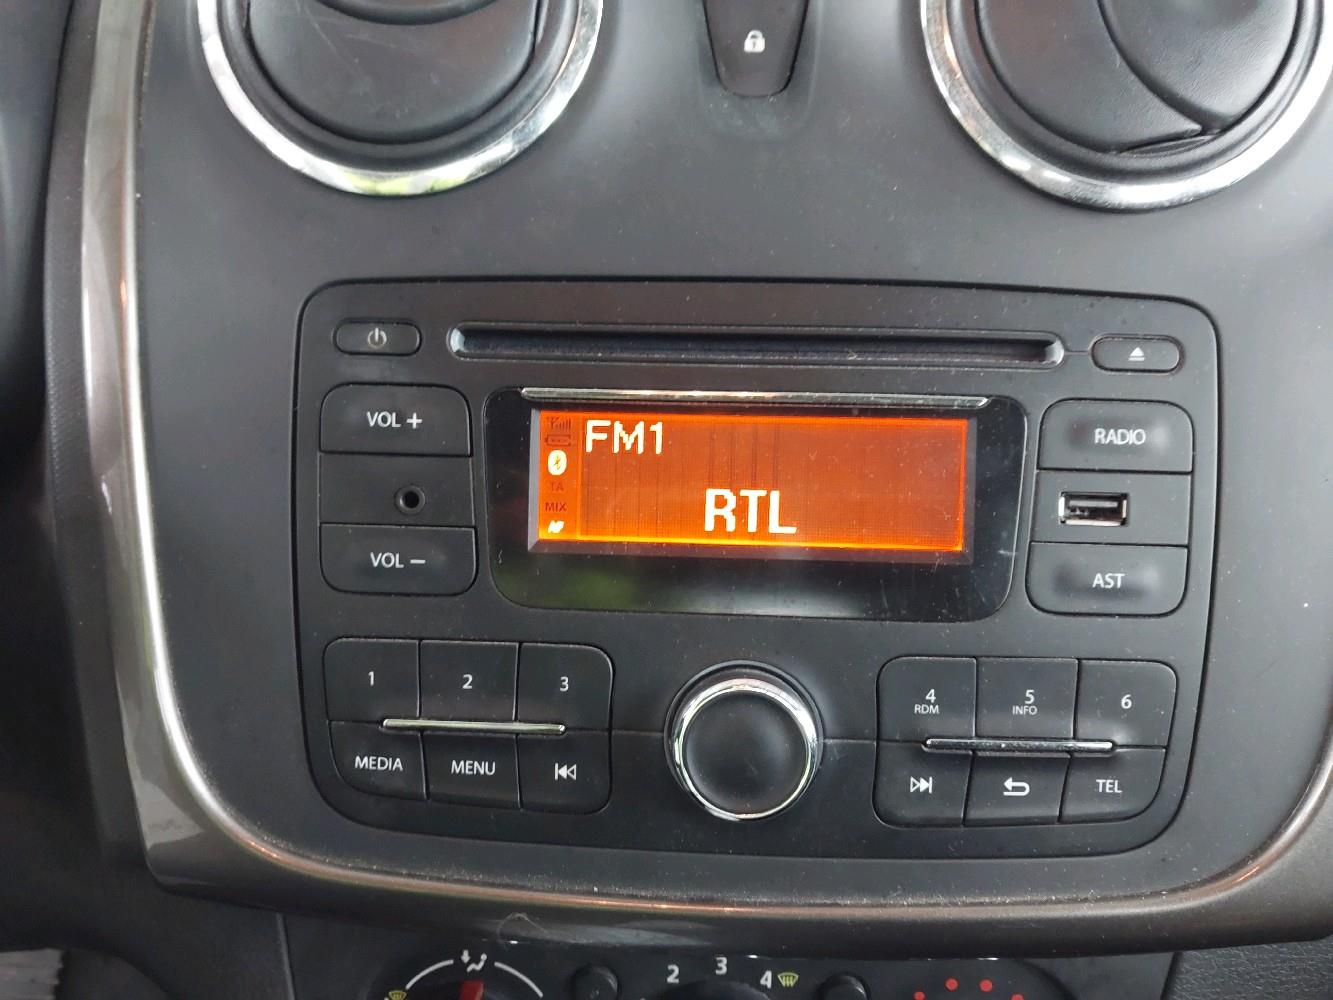 VOL +
FM1
RADIO
TA
MIX
AF
RTL
VOL −
AST
1
2
3
4
RDM
5
INFO
6
MEDIA
MENU
TEL
2
3
4